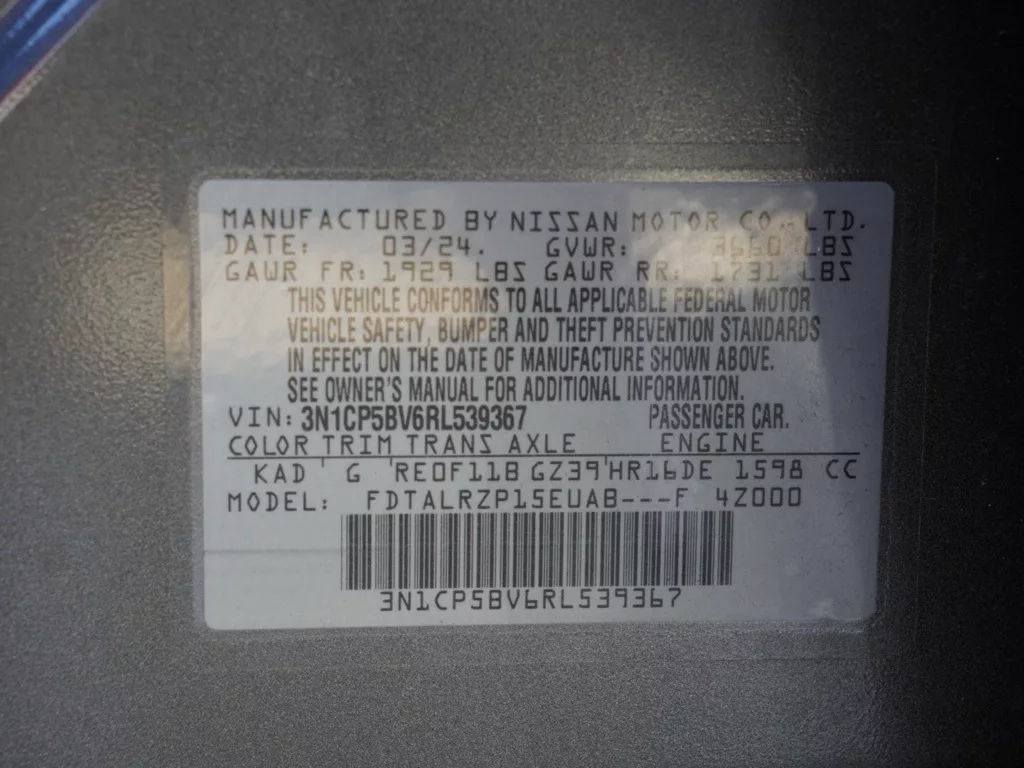 MANUFACTURED BY NISSAN MOTOR CO., LTD.
DATE: 03/24. GVWR: 3660 LBS
GAWR FR: 1929 LBS GAWR RR: 1731 LBS
THIS VEHICLE CONFORMS TO ALL APPLICABLE FEDERAL MOTOR
VEHICLE SAFETY, BUMPER AND THEFT PREVENTION STANDARDS
IN EFFECT ON THE DATE OF MANUFACTURE SHOWN ABOVE.
SEE OWNER'S MANUAL FOR ADDITIONAL INFORMATION.
VIN: 3N1CP5BV6RL539367 PASSENGER CAR.
COLOR TRIM TRANS AXLE ENGINE
KAD ' G ' RE0F11B GZ39 ' HR16DE 1598 CC
MODEL: FDTALRZP15EUAB---F 4Z000
3N1CP5BV6RL539367